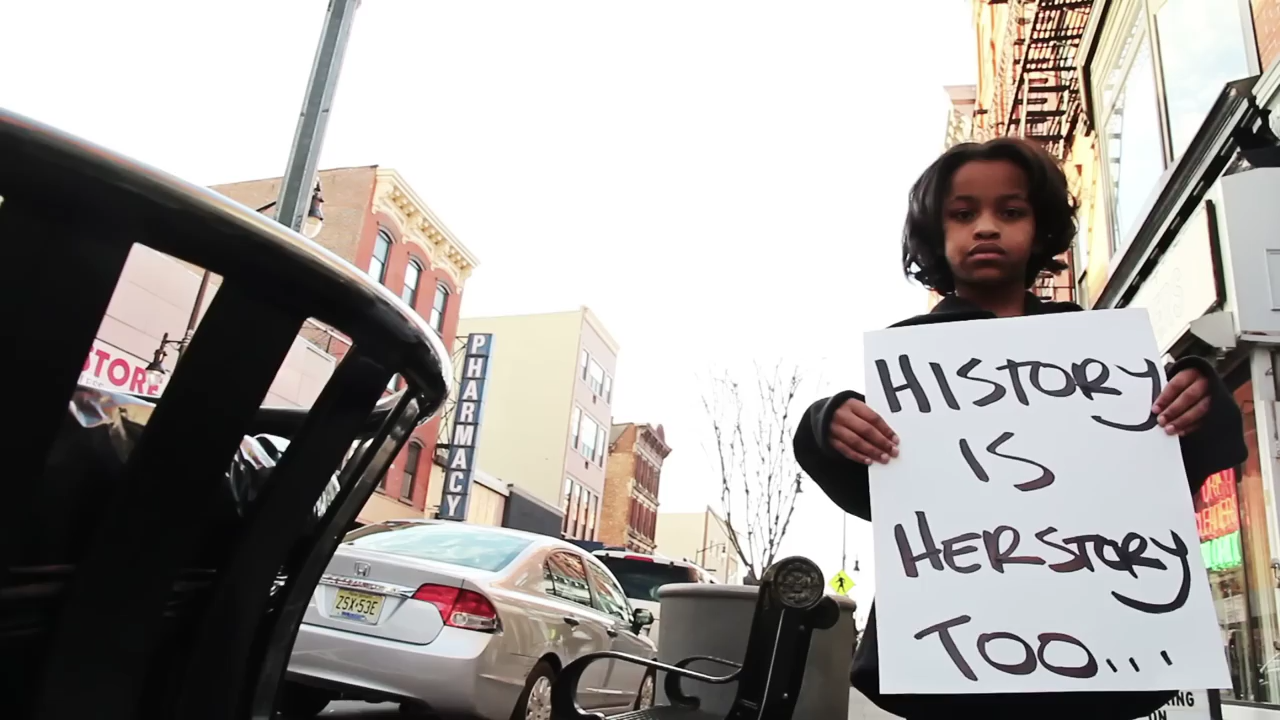 STORE
PHARMACY
ZSX•53E
HISTORY
IS
HERSTORY
TOO...